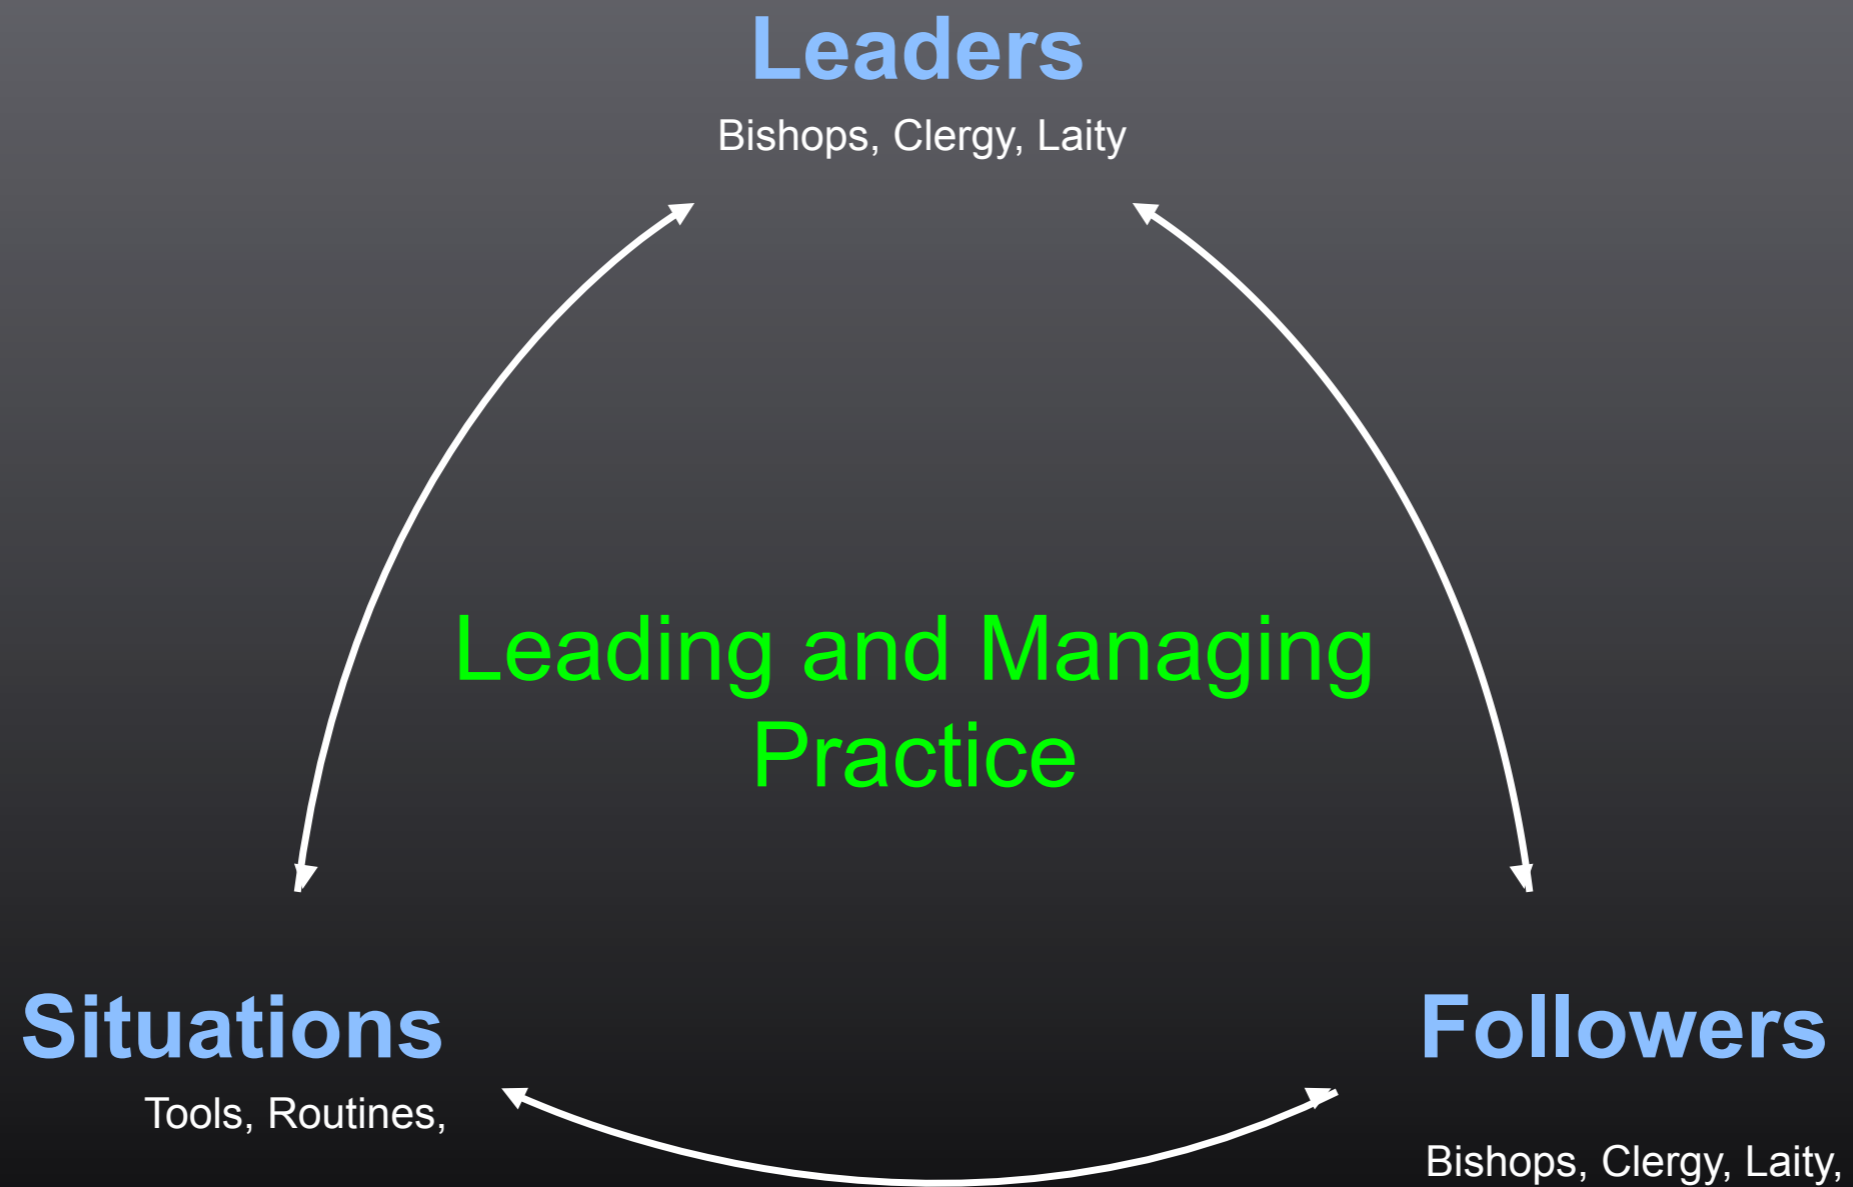 Leaders
Bishops, Clergy, Laity
Leading and Managing
Practice
Situations
Followers
Tools, Routines,
Bishops, Clergy, Laity,